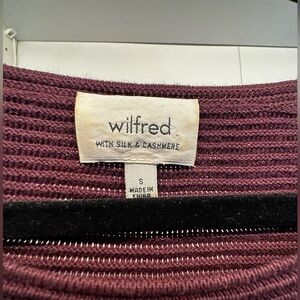 wilfred
WITH SILK & CASHMERE
S
MADE IN
CHINA